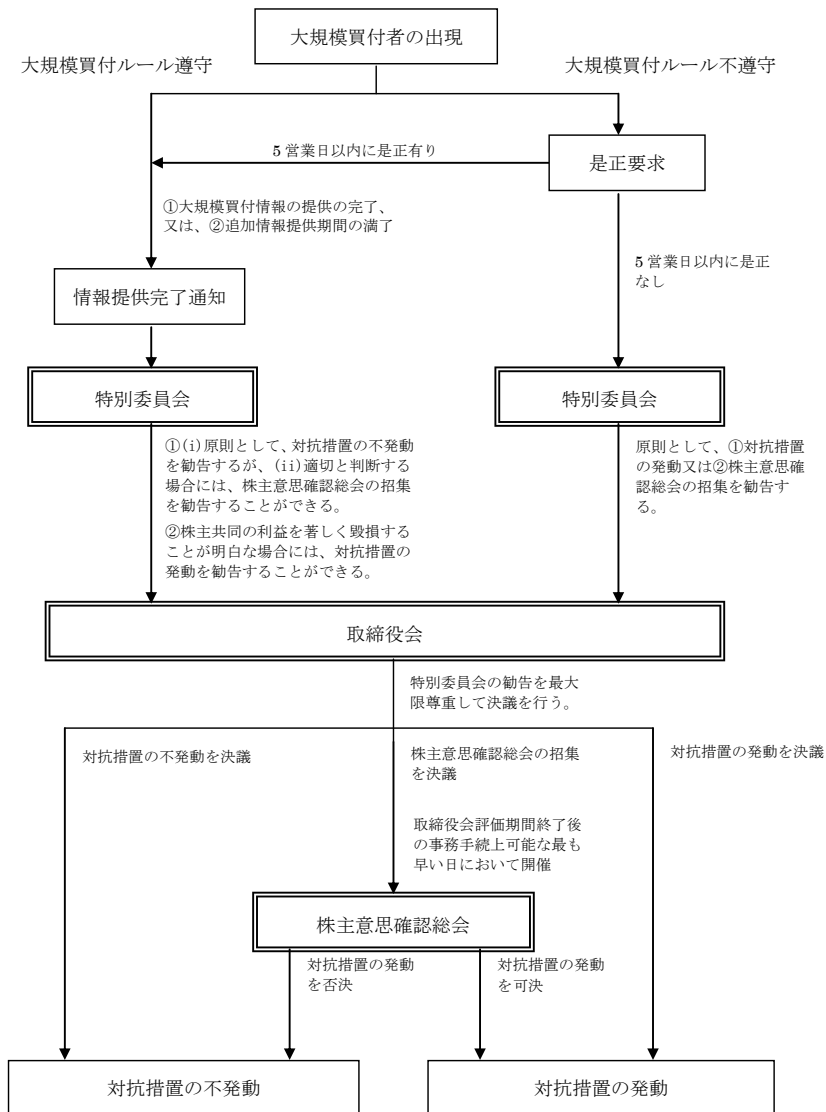 大規模買付者の出現
大規模買付ルール遵守
大規模買付ルール不遵守
5 営業日以内に是正有り
是正要求
①大規模買付情報の提供の完了、
又は、②追加情報提供期間の満了
5 営業日以内に是正
なし
情報提供完了通知
特別委員会
特別委員会
①(i)原則として、対抗措置の不発動
を勧告するが、(ii)適切と判断する
場合には、株主意思確認総会の招集
を勧告することができる。
②株主共同の利益を著しく毀損する
ことが明白な場合には、対抗措置の
発動を勧告することができる。
原則として、①対抗措置
の発動又は②株主意思確
認総会の招集を勧告す
る。
取締役会
特別委員会の勧告を最大
限尊重して決議を行う。
対抗措置の不発動を決議
株主意思確認総会の招集
を決議
対抗措置の発動を決議
取締役会評価期間終了後
の事務手続上可能な最も
早い日において開催
株主意思確認総会
対抗措置の発動
を否決
対抗措置の発動
を可決
対抗措置の不発動
対抗措置の発動